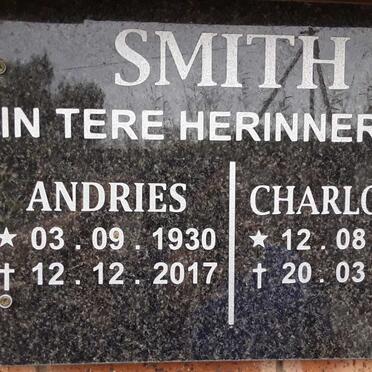 SMITH
IN TERE HERINNER
ANDRIES CHARLO
★ 03 . 09 . 1930 ★ 12 . 08
† 12 . 12 . 2017 † 20 . 03